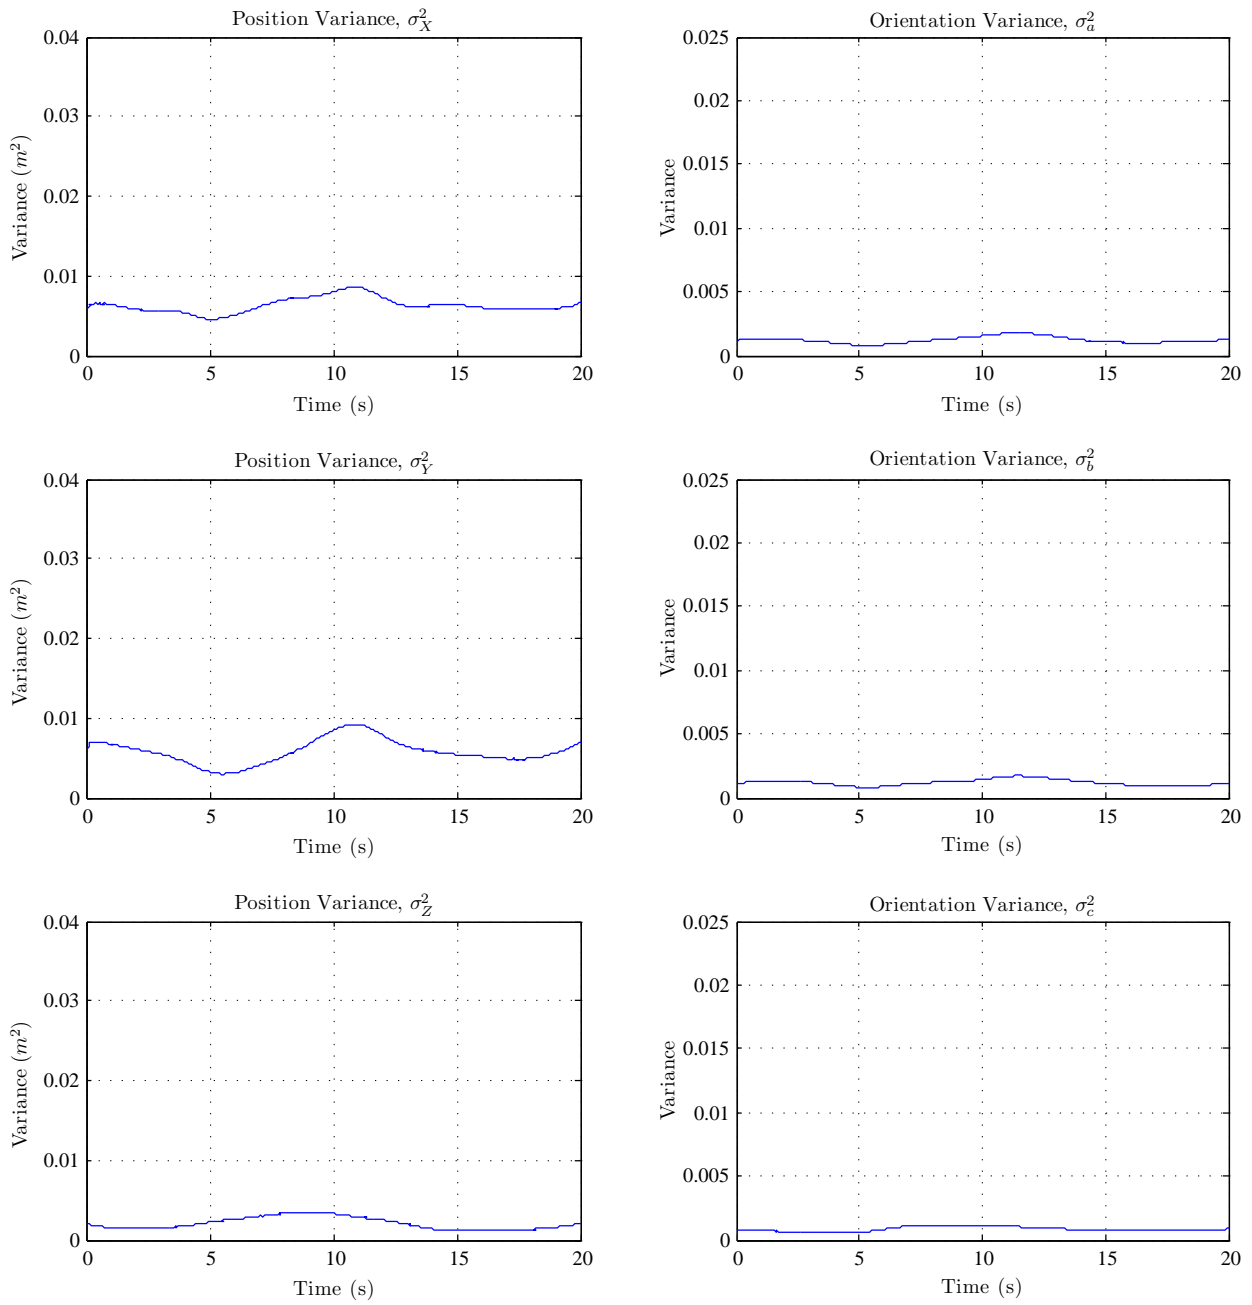 Position Variance, σ²_X
0.04
0.03
0.02
0.01
0
Variance (m²)
0 5 10 15 20
Time (s)
Orientation Variance, σ²_a
0.025
0.02
0.015
0.01
0.005
0
Variance
0 5 10 15 20
Time (s)
Position Variance, σ²_Y
0.04
0.03
0.02
0.01
0
Variance (m²)
0 5 10 15 20
Time (s)
Orientation Variance, σ²_b
0.025
0.02
0.015
0.01
0.005
0
Variance
0 5 10 15 20
Time (s)
Position Variance, σ²_Z
0.04
0.03
0.02
0.01
0
Variance (m²)
0 5 10 15 20
Time (s)
Orientation Variance, σ²_c
0.025
0.02
0.015
0.01
0.005
0
Variance
0 5 10 15 20
Time (s)